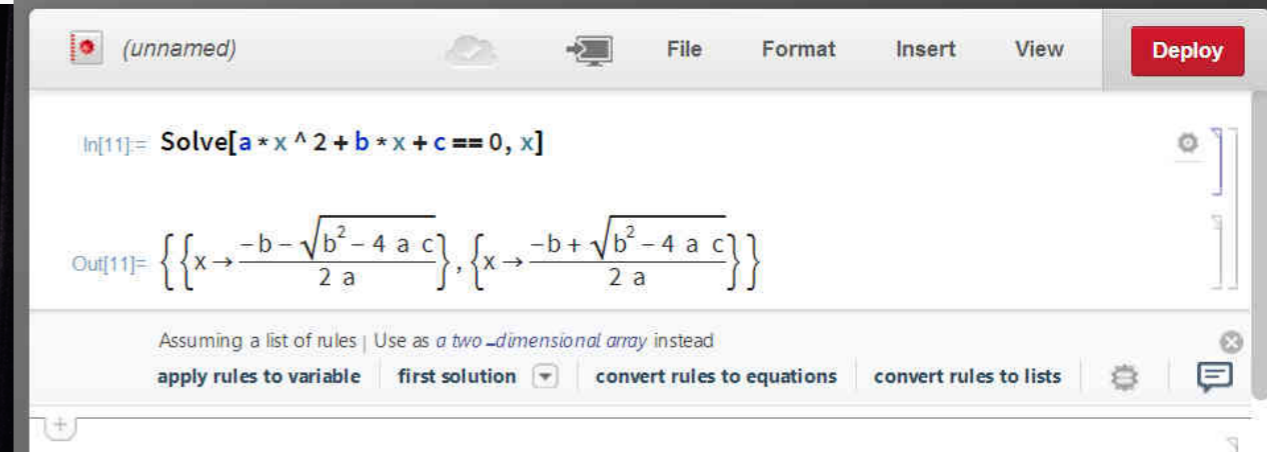 (unnamed) File Format Insert View Deploy
In[11]:= Solve[a * x ^ 2 + b * x + c == 0, x]
Out[11]= {{x → (-b - √(b² - 4 a c))/(2 a)}, {x → (-b + √(b² - 4 a c))/(2 a)}}
Assuming a list of rules | Use as a two-dimensional array instead
apply rules to variable | first solution | convert rules to equations | convert rules to lists